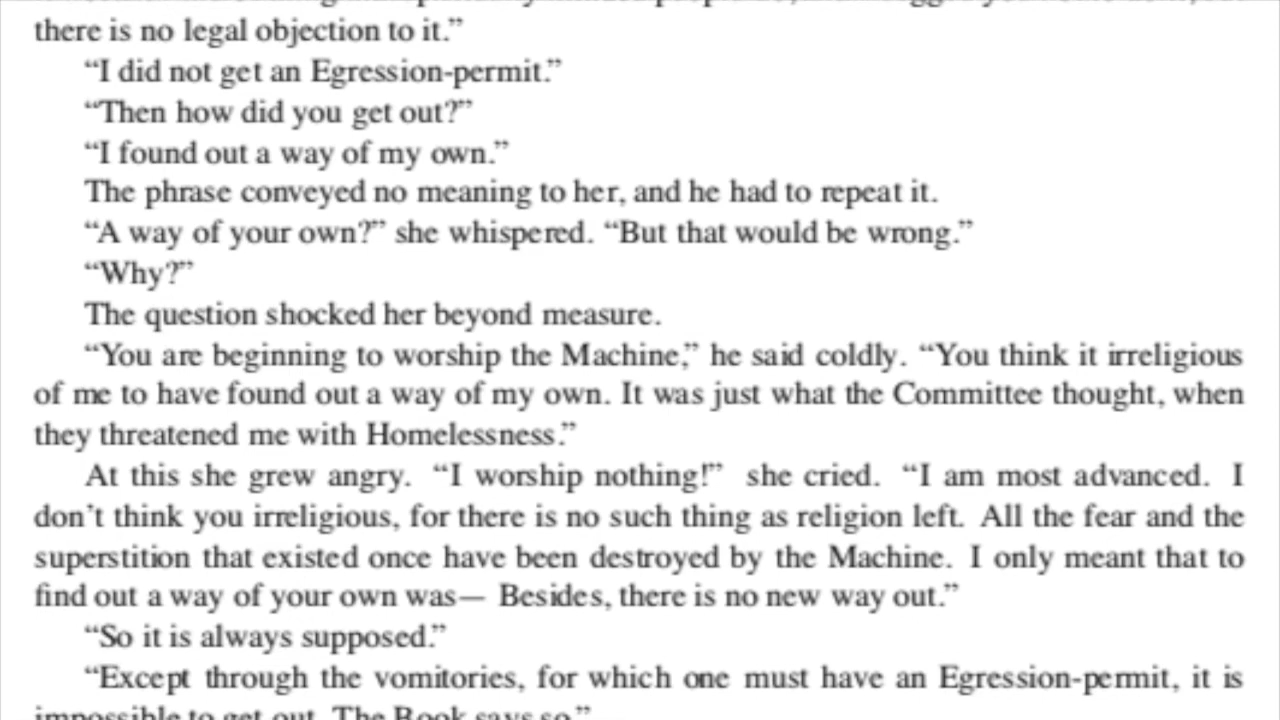 there is no legal objection to it.”
“I did not get an Egression-permit.”
“Then how did you get out?”
“I found out a way of my own.”
The phrase conveyed no meaning to her, and he had to repeat it.
“A way of your own?” she whispered. “But that would be wrong.”
“Why?”
The question shocked her beyond measure.
“You are beginning to worship the Machine,” he said coldly. “You think it irreligious
of me to have found out a way of my own. It was just what the Committee thought, when
they threatened me with Homelessness.”
At this she grew angry. “I worship nothing!” she cried. “I am most advanced. I
don’t think you irreligious, for there is no such thing as religion left. All the fear and the
superstition that existed once have been destroyed by the Machine. I only meant that to
find out a way of your own was— Besides, there is no new way out.”
“So it is always supposed.”
“Except through the vomitories, for which one must have an Egression-permit, it is
impossible to get out. The Book says so.”